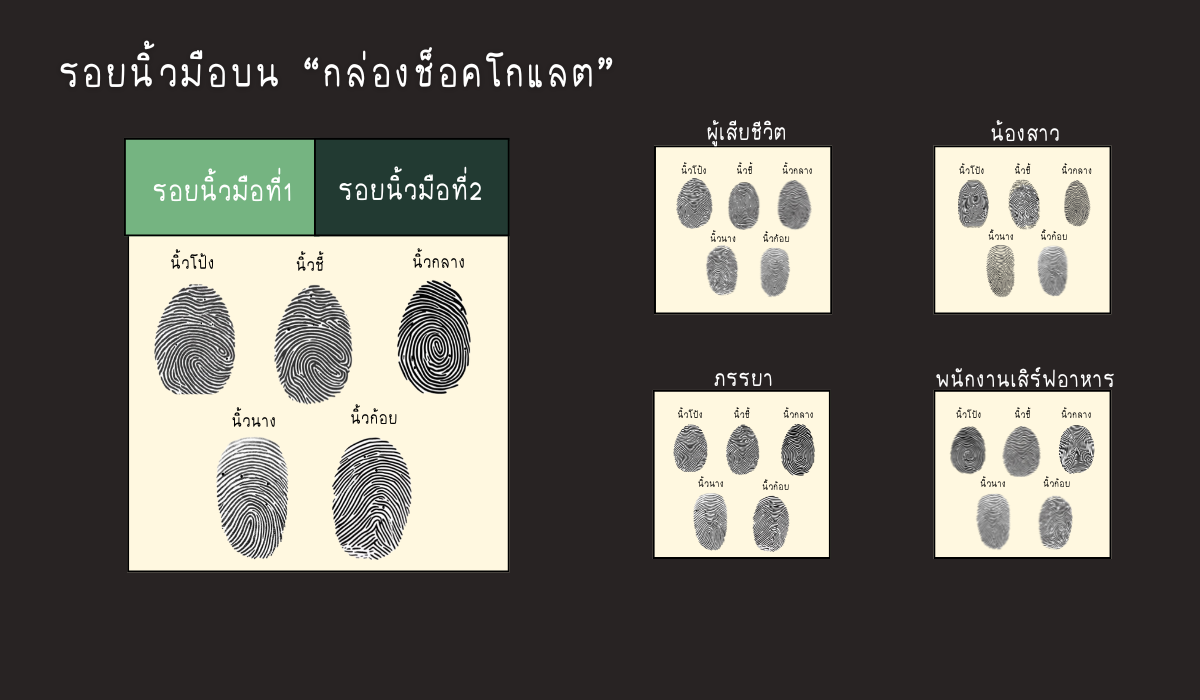 รอยนิ้วมือบน “กล่องช็อคโกแลต”
รอยนิ้วมือที่1
รอยนิ้วมือที่2
นิ้วโป้ง นิ้วชี้ นิ้วกลาง
นิ้วนาง นิ้วก้อย
ผู้เสียชีวิต
นิ้วโป้ง นิ้วชี้ นิ้วกลาง
นิ้วนาง นิ้วก้อย
น้องสาว
นิ้วโป้ง นิ้วชี้ นิ้วกลาง
นิ้วนาง นิ้วก้อย
ภรรยา
นิ้วโป้ง นิ้วชี้ นิ้วกลาง
นิ้วนาง นิ้วก้อย
พนักงานเสิร์ฟอาหาร
นิ้วโป้ง นิ้วชี้ นิ้วกลาง
นิ้วนาง นิ้วก้อย